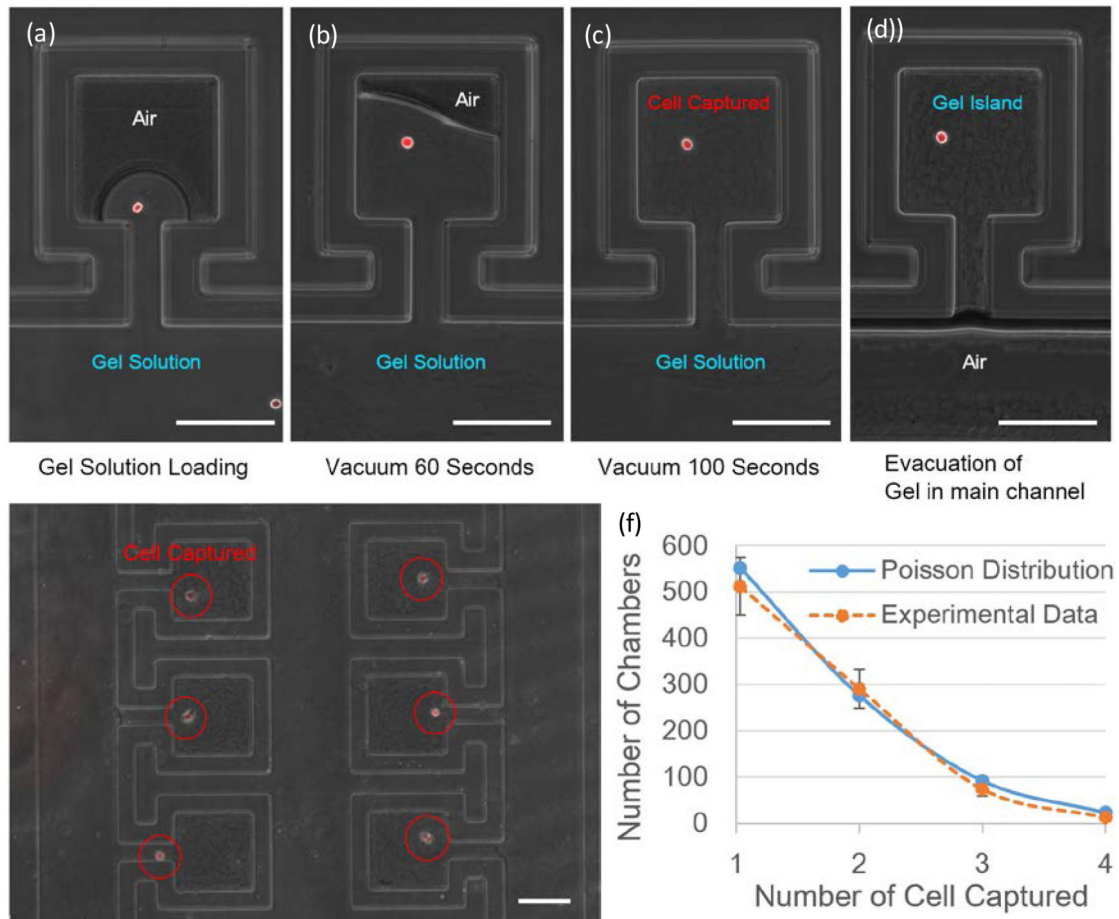 (a)
Air
Gel Solution
(b)
Air
Gel Solution
(c)
Cell Captured
Gel Solution
(d))
Gel Island
Air
Gel Solution Loading
Vacuum 60 Seconds
Vacuum 100 Seconds
Evacuation of
Gel in main channel
Cell Captured
(f)
600
500
400
300
200
100
0
Number of Chambers
Poisson Distribution
Experimental Data
1 2 3 4
Number of Cell Captured